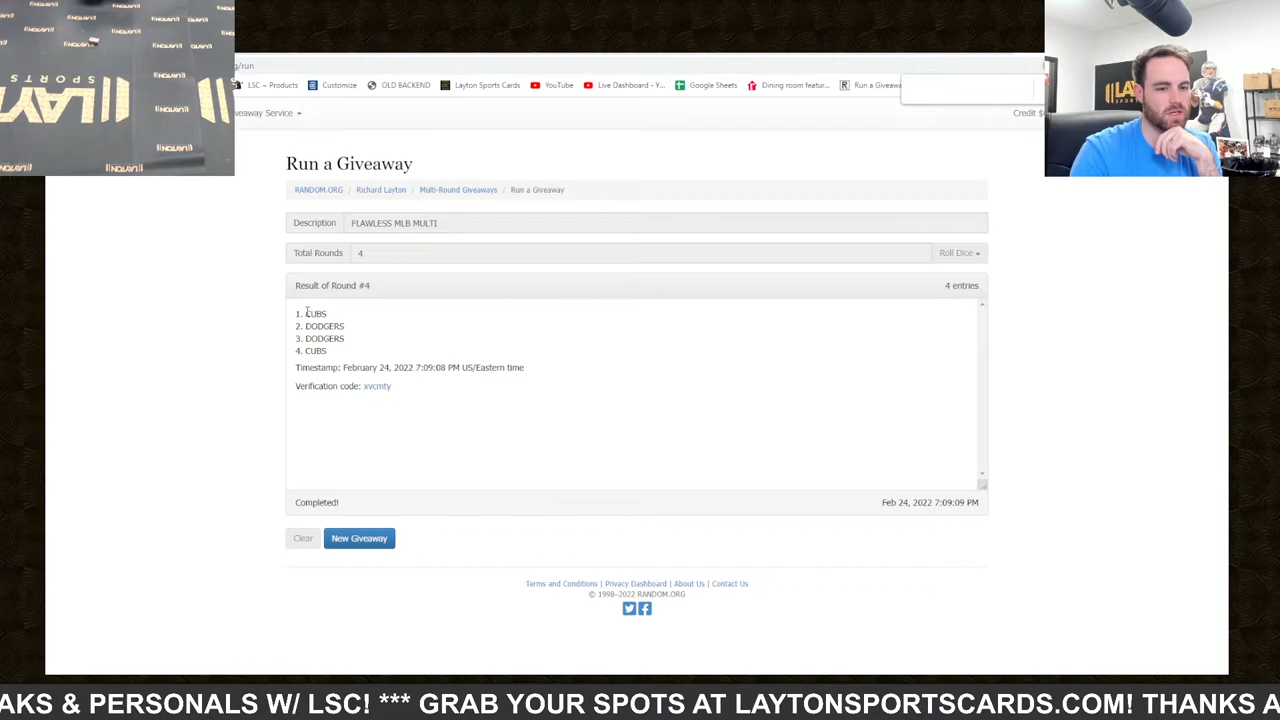 g/run
LSC ~ Products
Customize
OLD BACKEND
Layton Sports Cards
YouTube
Live Dashboard - Y...
Google Sheets
Dining room featur...
Run a Giveawa
veaway Service
Credit $
Run a Giveaway
RANDOM.ORG / Richard Layton / Multi-Round Giveaways / Run a Giveaway
Description FLAWLESS MLB MULTI
Total Rounds 4 Roll Dice
Result of Round #4 4 entries
1. CUBS
2. DODGERS
3. DODGERS
4. CUBS
Timestamp: February 24, 2022 7:09:08 PM US/Eastern time
Verification code: xvcmty
Completed! Feb 24, 2022 7:09:09 PM
Clear New Giveaway
Terms and Conditions | Privacy Dashboard | About Us | Contact Us
© 1998–2022 RANDOM.ORG
AKS & PERSONALS W/ LSC! *** GRAB YOUR SPOTS AT LAYTONSPORTSCARDS.COM! THANKS A